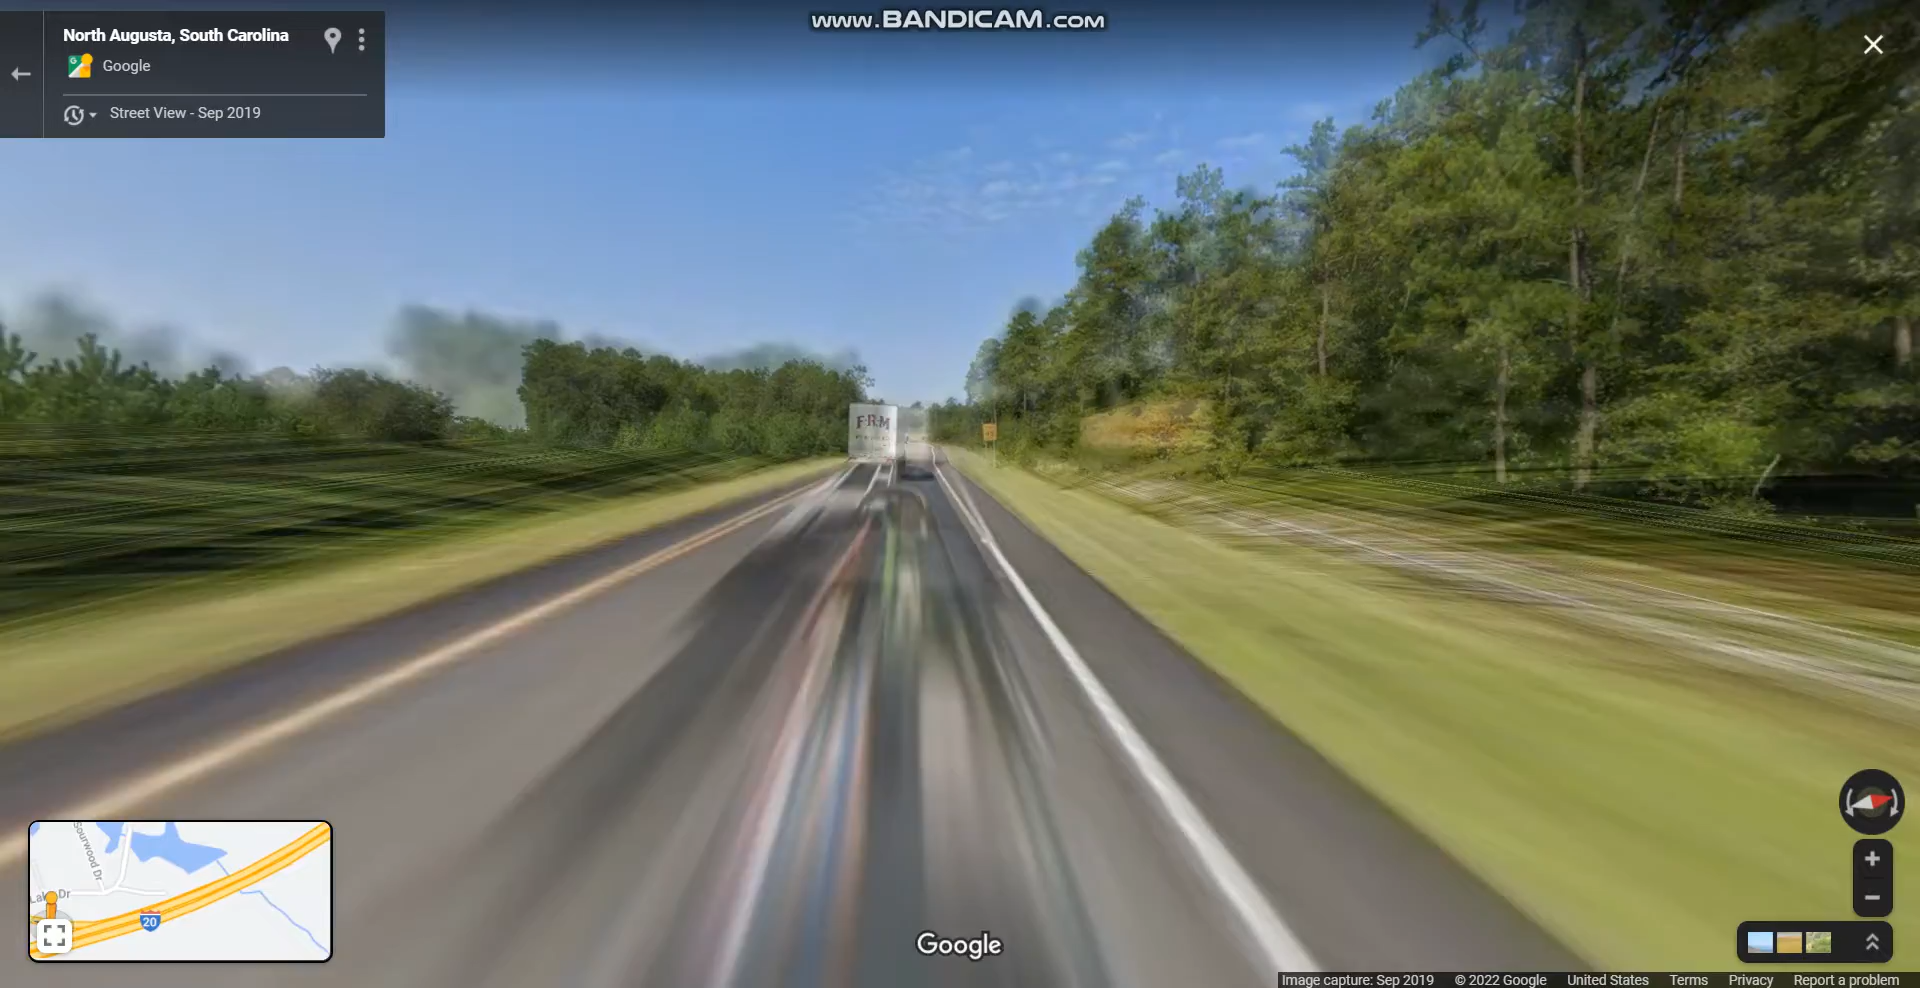 www.BANDICAM.com
North Augusta, South Carolina
Google
Street View - Sep 2019
FRM
Sourwood Dr
Lake Dr
20
Google
Image capture: Sep 2019 © 2022 Google United States Terms Privacy Report a problem